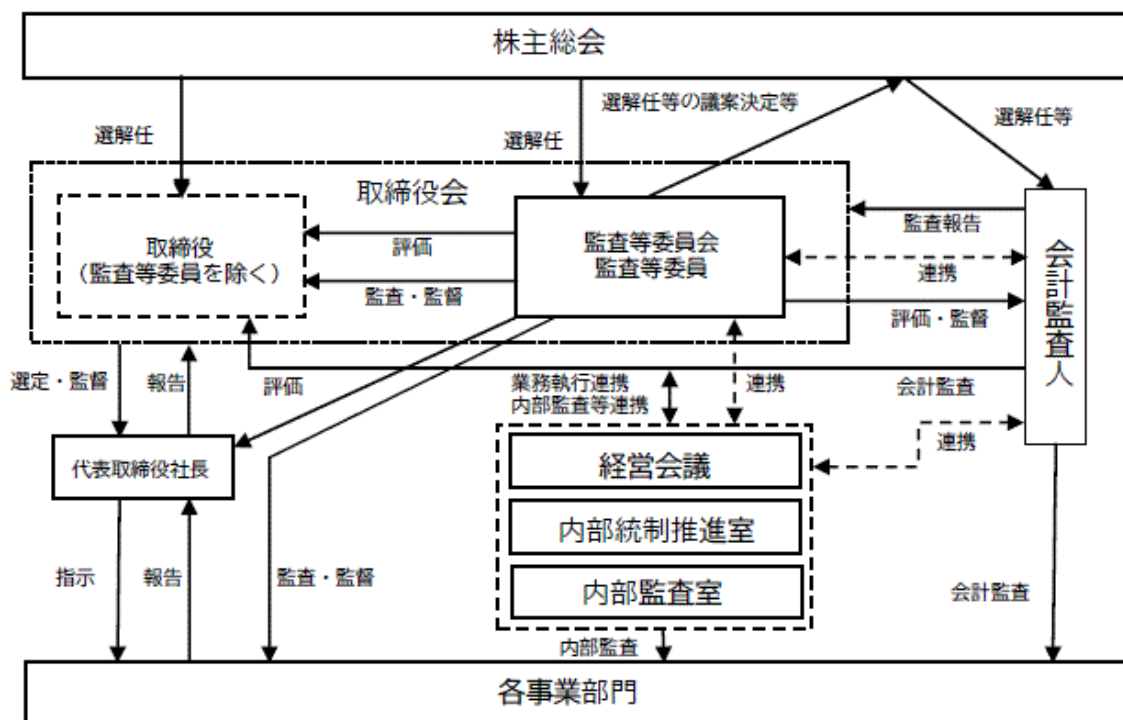 株主総会
選解任
選解任
選解任等の議案決定等
選解任等
取締役会
取締役
（監査等委員を除く）
評価
監査・監督
監査等委員会
監査等委員
監査報告
連携
評価・監督
会計監査人
選定・監督
報告
評価
業務執行連携
内部監査等連携
連携
会計監査
連携
代表取締役社長
経営会議
内部統制推進室
内部監査室
指示
報告
監査・監督
会計監査
内部監査
各事業部門